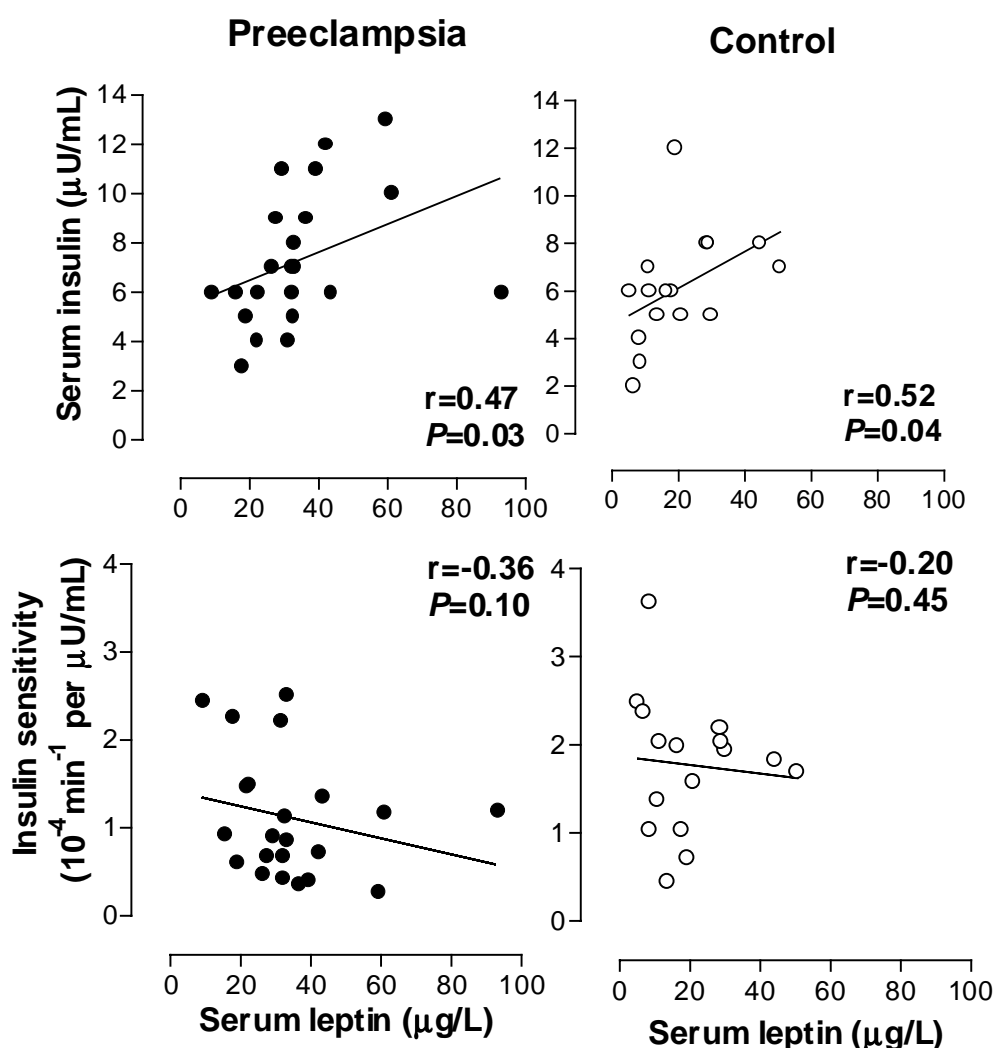 Preeclampsia
Control
Serum insulin (μU/mL)
14
12
10
8
6
4
2
0
r=0.47
P=0.03
0 20 40 60 80 100
14
12
10
8
6
4
2
0
r=0.52
P=0.04
0 20 40 60 80 100
Insulin sensitivity
(10⁻⁴ min⁻¹ per μU/mL)
4
3
2
1
0
r=-0.36
P=0.10
0 20 40 60 80 100
Serum leptin (μg/L)
4
3
2
1
0
r=-0.20
P=0.45
0 20 40 60 80 100
Serum leptin (μg/L)